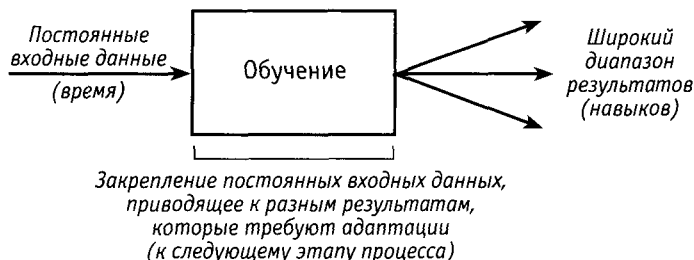 Постоянные
входные данные
(время)
Обучение
Широкий
диапазон
результатов
(навыков)
Закрепление постоянных входных данных,
приводящее к разным результатам,
которые требуют адаптации
(к следующему этапу процесса)